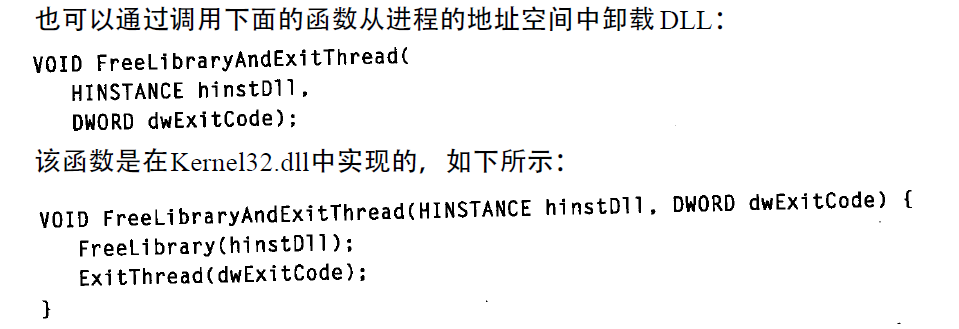 也可以通过调用下面的函数从进程的地址空间中卸载DLL：
VOID FreeLibraryAndExitThread(
HINSTANCE hinstDll,
DWORD dwExitCode);
该函数是在Kernel32.dll中实现的，如下所示：
VOID FreeLibraryAndExitThread(HINSTANCE hinstDll, DWORD dwExitCode) {
FreeLibrary(hinstDll);
ExitThread(dwExitCode);
}